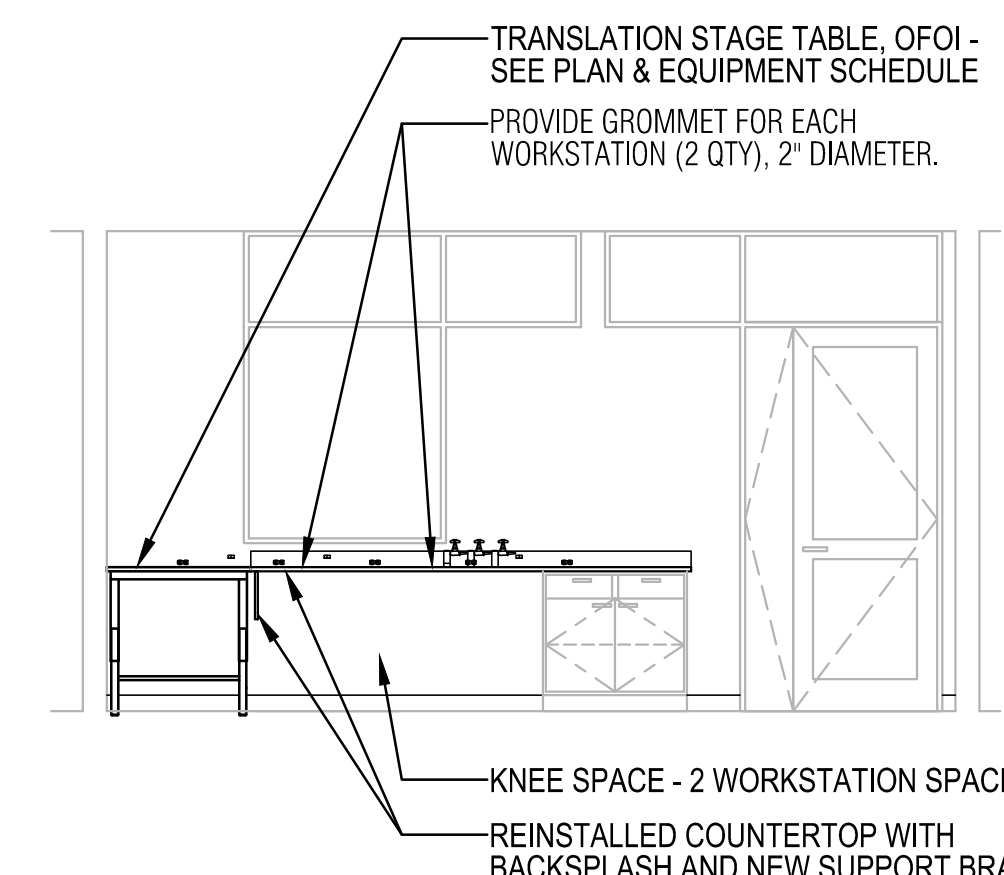 TRANSLATION STAGE TABLE, OFOI -
SEE PLAN & EQUIPMENT SCHEDULE
PROVIDE GROMMET FOR EACH
WORKSTATION (2 QTY), 2" DIAMETER.
KNEE SPACE - 2 WORKSTATION
REINSTALLED COUNTERTOP WITH
BACKSPLASH AND NEW SUPPORT